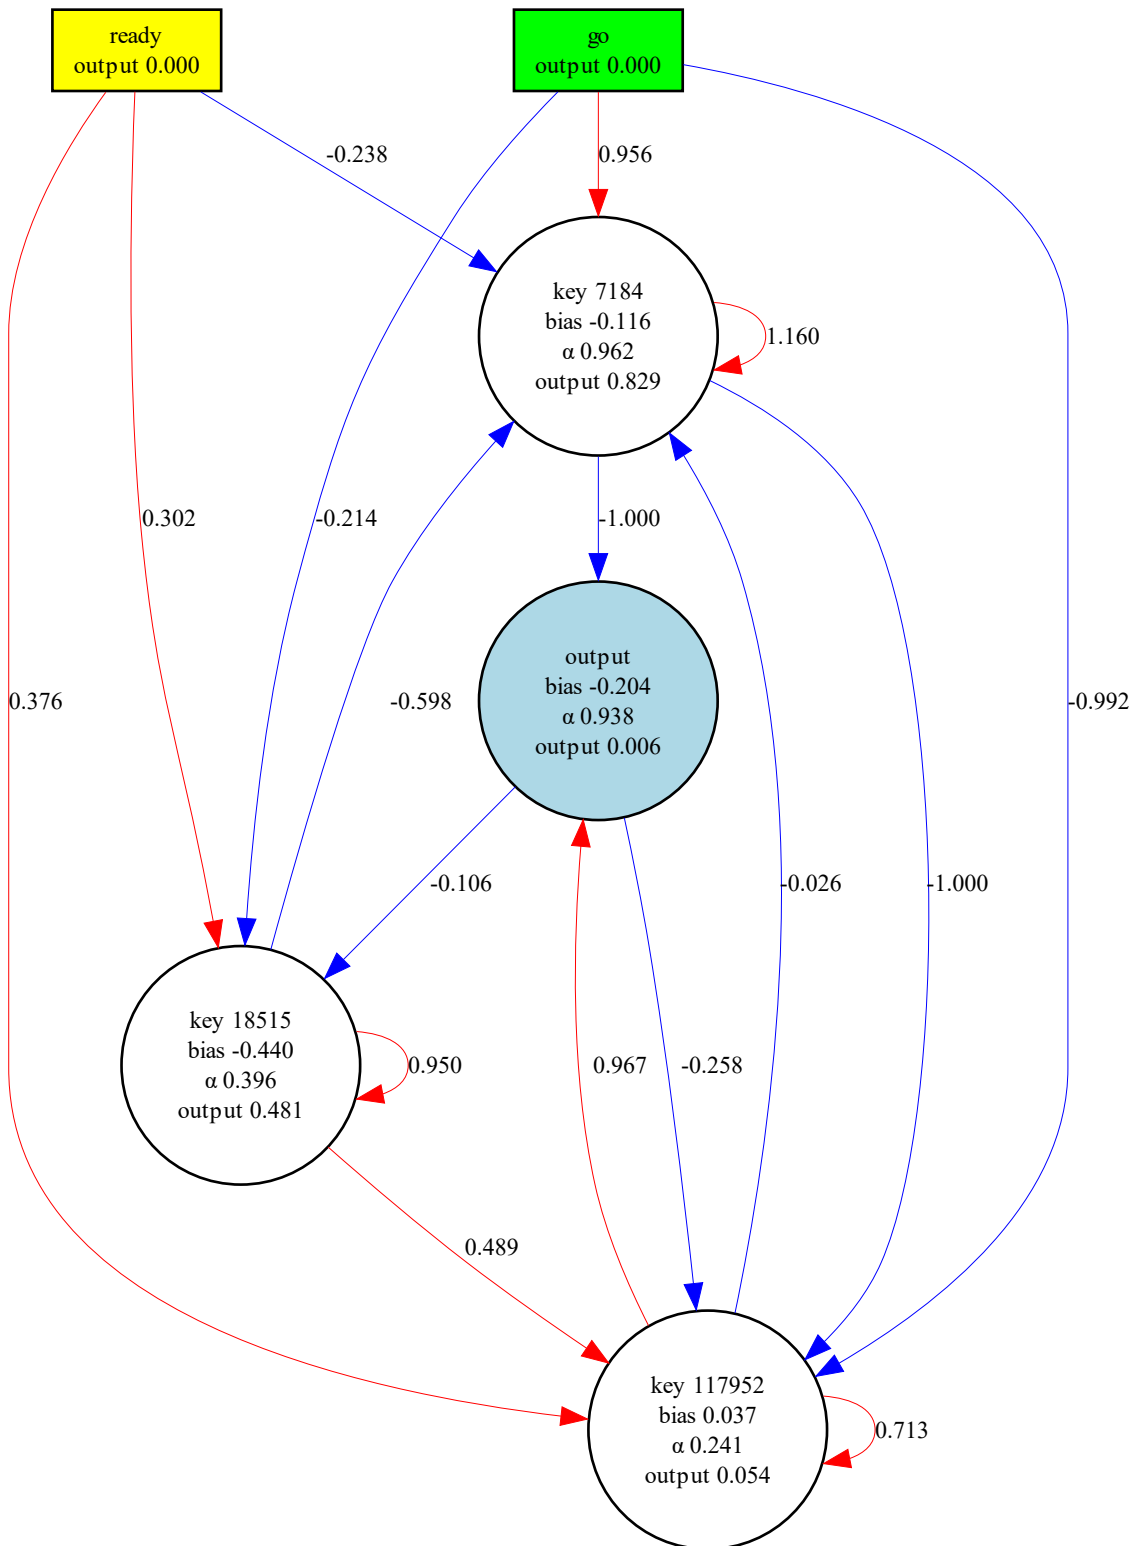 ready
output 0.000
go
output 0.000
-0.238
0.956
key 7184
bias -0.116
α 0.962
output 0.829
1.160
0.302
-0.214
-1.000
output
bias -0.204
α 0.938
output 0.006
0.376
-0.598
-0.992
-0.106
-0.026
-1.000
key 18515
bias -0.440
α 0.396
output 0.481
0.950
0.967
-0.258
0.489
key 117952
bias 0.037
α 0.241
output 0.054
0.713